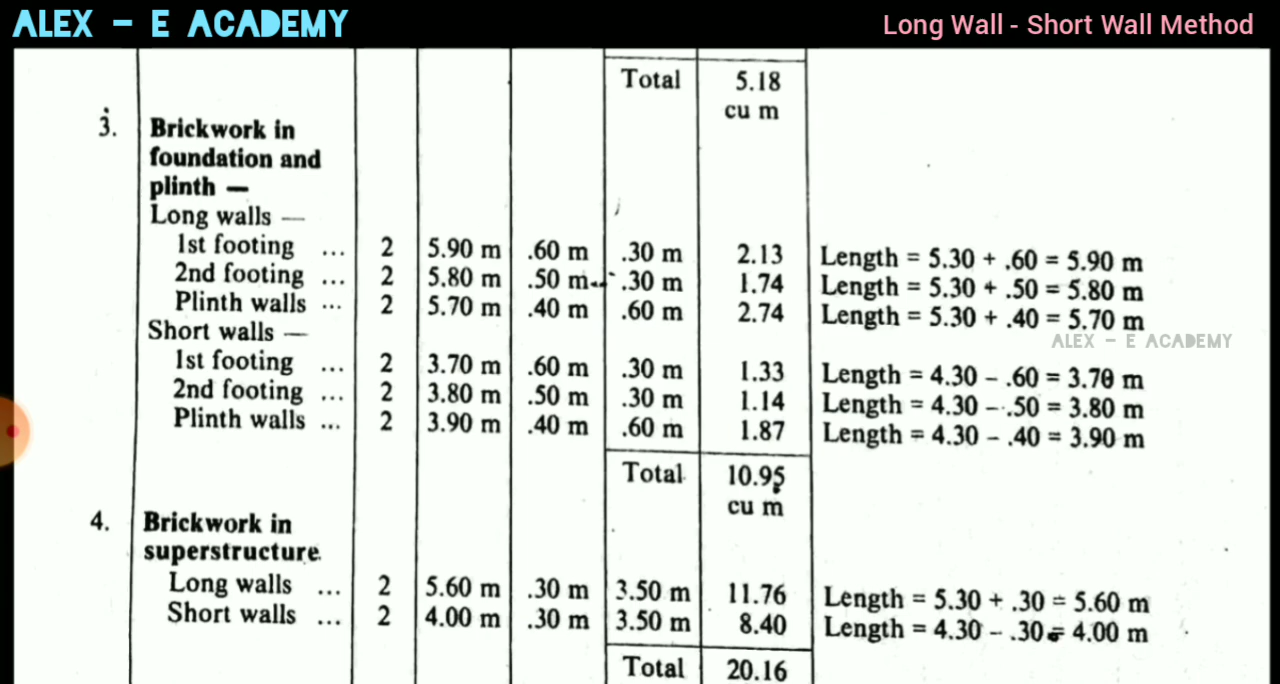 ALEX - E ACADEMY Long Wall - Short Wall Method
Total 5.18
cu m
3. Brickwork in
foundation and
plinth —
Long walls —
1st footing ... 2 5.90 m .60 m .30 m 2.13 Length = 5.30 + .60 = 5.90 m
2nd footing ... 2 5.80 m .50 m .30 m 1.74 Length = 5.30 + .50 = 5.80 m
Plinth walls ... 2 5.70 m .40 m .60 m 2.74 Length = 5.30 + .40 = 5.70 m
Short walls —
ALEX - E ACADEMY
1st footing ... 2 3.70 m .60 m .30 m 1.33 Length = 4.30 – .60 = 3.70 m
2nd footing ... 2 3.80 m .50 m .30 m 1.14 Length = 4.30 – .50 = 3.80 m
Plinth walls ... 2 3.90 m .40 m .60 m 1.87 Length = 4.30 – .40 = 3.90 m
Total 10.95
cu m
4. Brickwork in
superstructure
Long walls ... 2 5.60 m .30 m 3.50 m 11.76 Length = 5.30 + .30 = 5.60 m
Short walls ... 2 4.00 m .30 m 3.50 m 8.40 Length = 4.30 – .30 = 4.00 m
Total 20.16